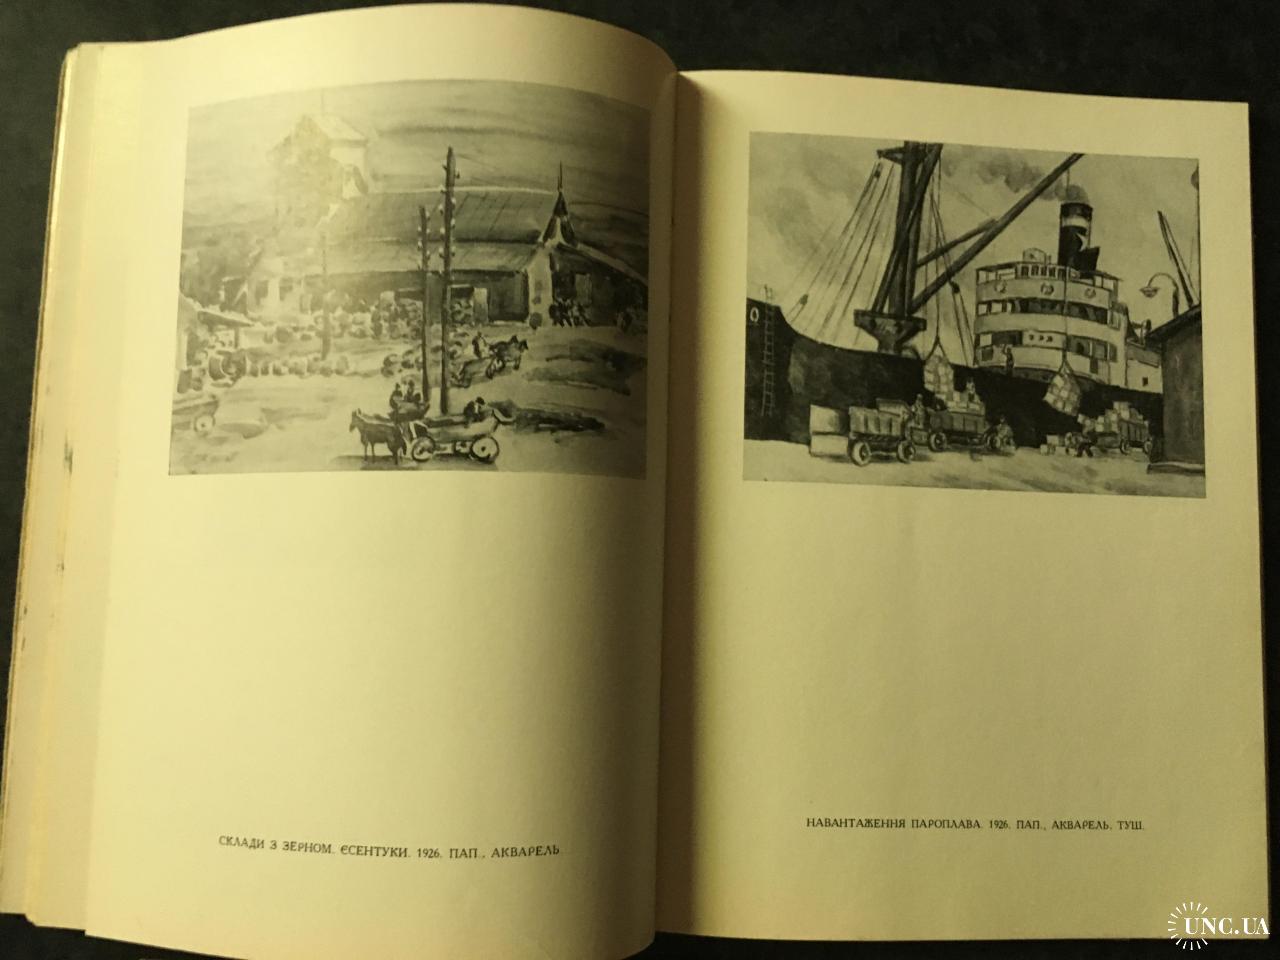 СКЛАДИ З ЗЕРНОМ. ЄСЕНТУКИ. 1926. ПАП., АКВАРЕЛЬ.
НАВАНТАЖЕННЯ ПАРОПЛАВА. 1926. ПАП., АКВАРЕЛЬ, ТУШ.
UNC.UA